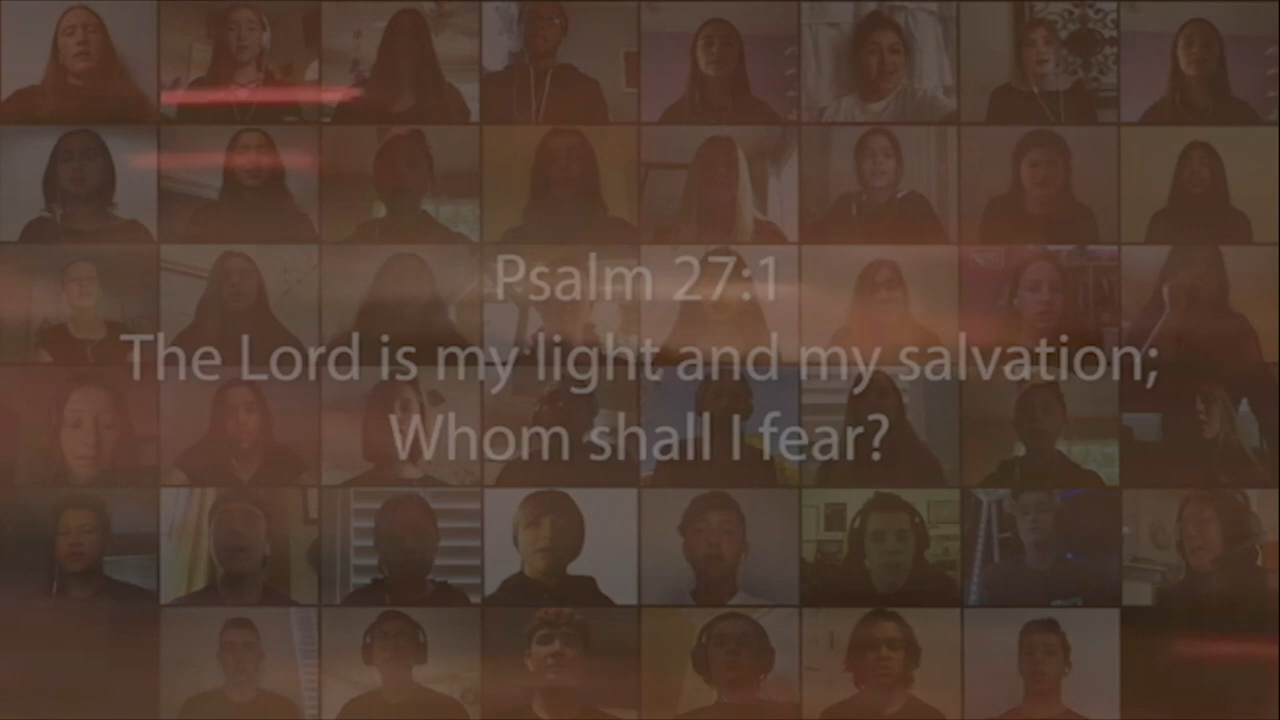 Psalm 27:1
The Lord is my light and my salvation;
Whom shall I fear?